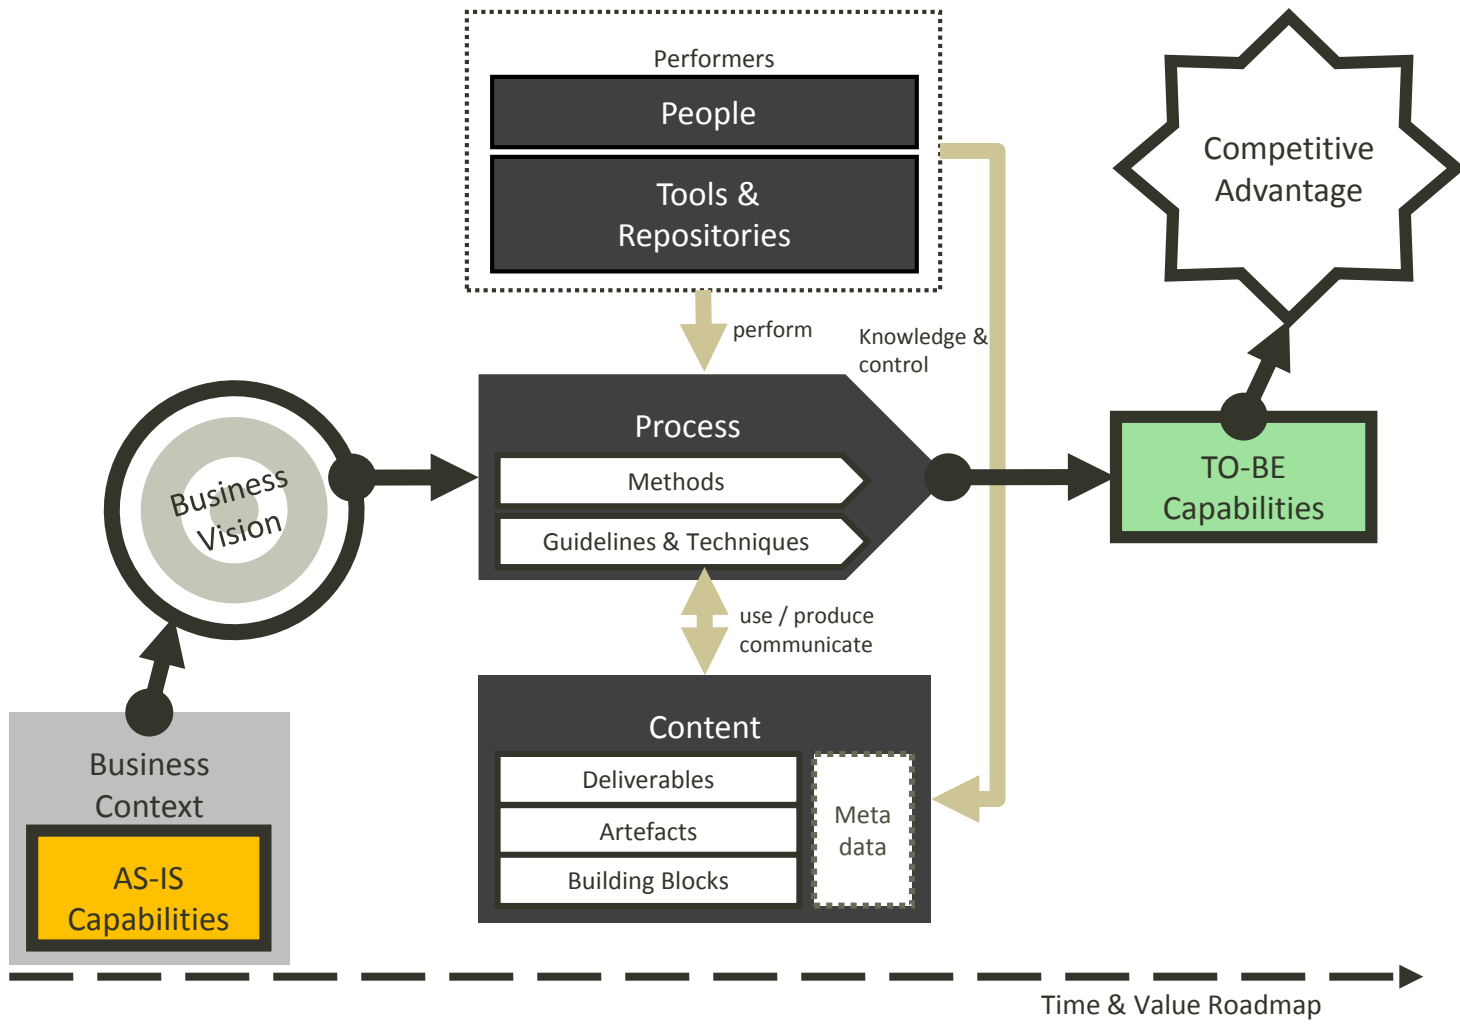 Performers
People
Tools &
Repositories
perform
Knowledge &
control
Competitive
Advantage
Process
Methods
Guidelines & Techniques
Business
Vision
TO-BE
Capabilities
use / produce
communicate
Content
Deliverables
Artefacts
Building Blocks
Meta
data
Business
Context
AS-IS
Capabilities
Time & Value Roadmap